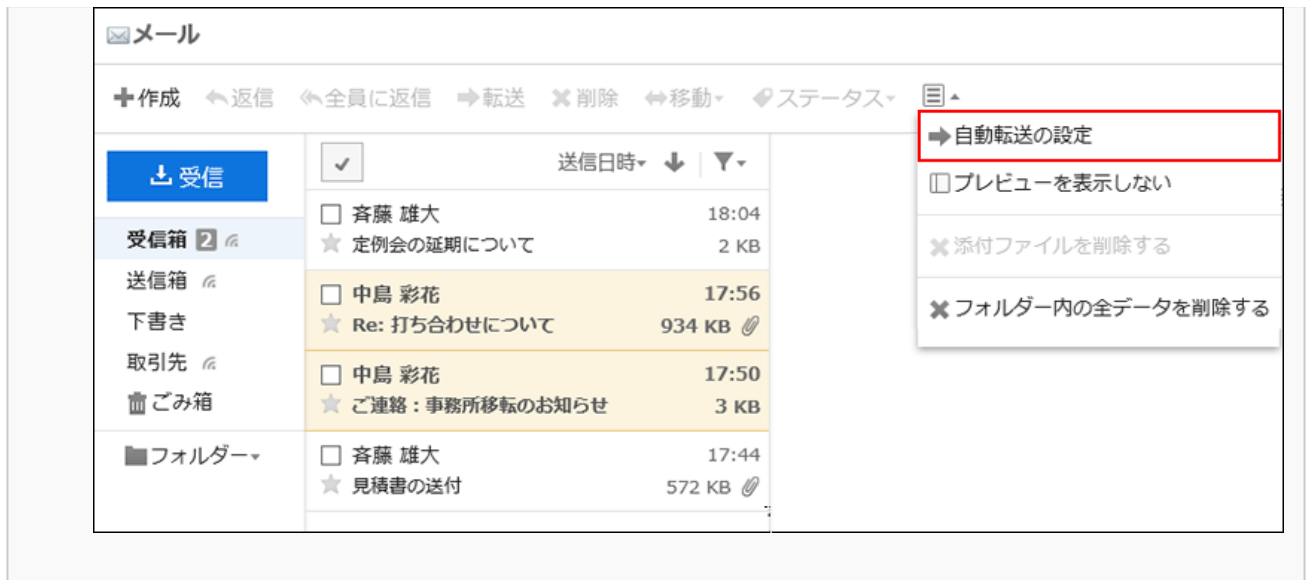 メール
作成 返信 全員に返信 転送 削除 移動 ステータス
自動転送の設定
プレビューを表示しない
添付ファイルを削除する
フォルダー内の全データを削除する
受信
受信箱 2
送信箱
下書き
取引先
ごみ箱
フォルダー
送信日時
斉藤 雄大 18:04
定例会の延期について 2 KB
中島 彩花 17:56
Re: 打ち合わせについて 934 KB
中島 彩花 17:50
ご連絡：事務所移転のお知らせ 3 KB
斉藤 雄大 17:44
見積書の送付 572 KB